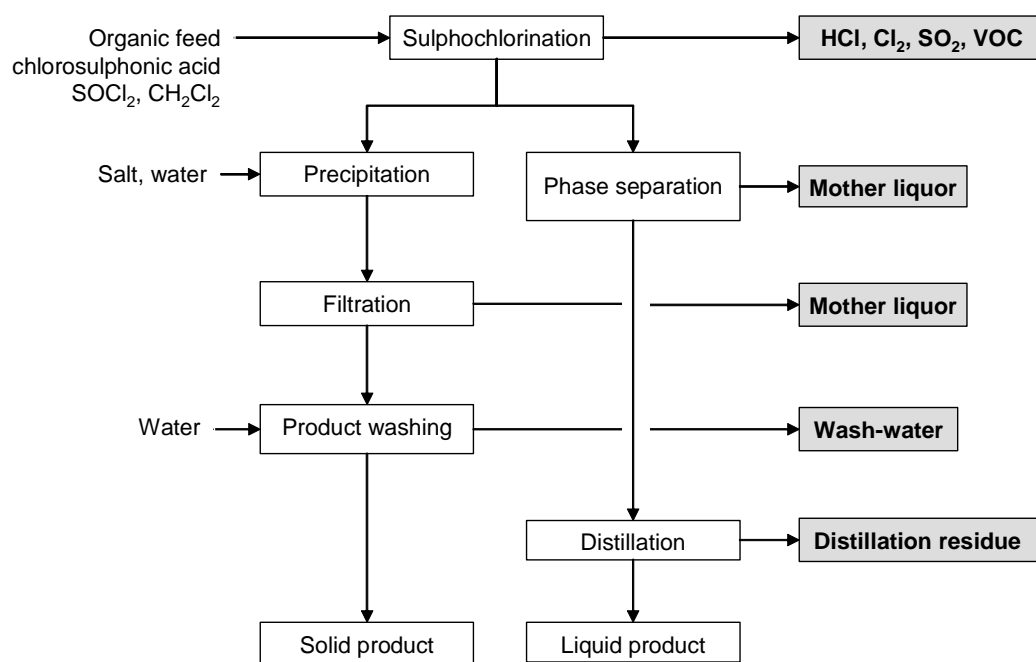 Organic feed
chlorosulphonic acid
SOCl₂, CH₂Cl₂
Sulphochlorination
HCl, Cl₂, SO₂, VOC
Salt, water
Precipitation
Phase separation
Mother liquor
Filtration
Mother liquor
Water
Product washing
Wash-water
Distillation
Distillation residue
Solid product
Liquid product